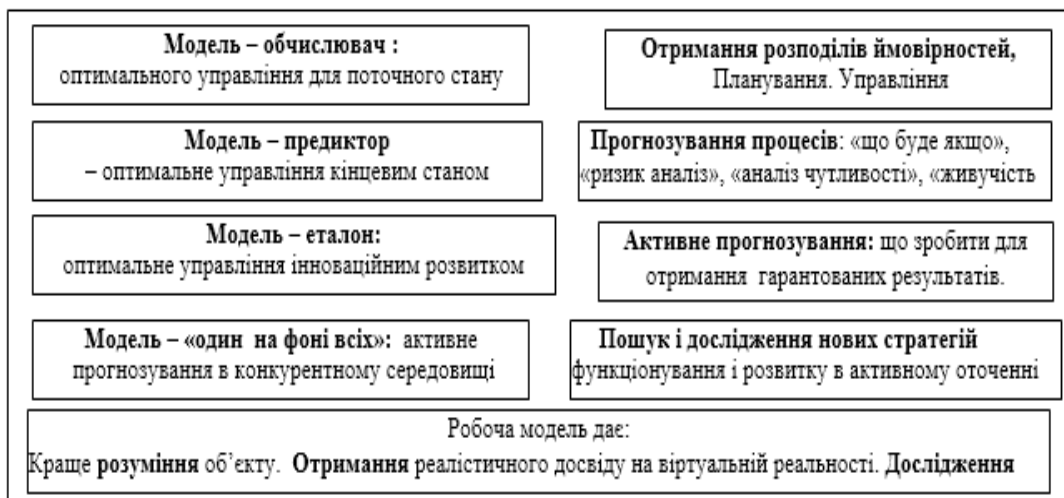 Модель – обчислювач :
оптимального управління для поточного стану
Отримання розподілів ймовірностей,
Планування. Управління
Модель – предиктор
– оптимальне управління кінцевим станом
Прогнозування процесів: «що буде якщо»,
«ризик аналіз», «аналіз чутливості», «живучість
Модель – еталон:
оптимальне управління інноваційним розвитком
Активне прогнозування: що зробити для
отримання гарантованих результатів.
Модель – «один на фоні всіх»: активне
прогнозування в конкурентному середовищі
Пошук і дослідження нових стратегій
функціонування і розвитку в активному оточенні
Робоча модель дає:
Краще розуміння об’єкту. Отримання реалістичного досвіду на віртуальній реальності. Дослідження